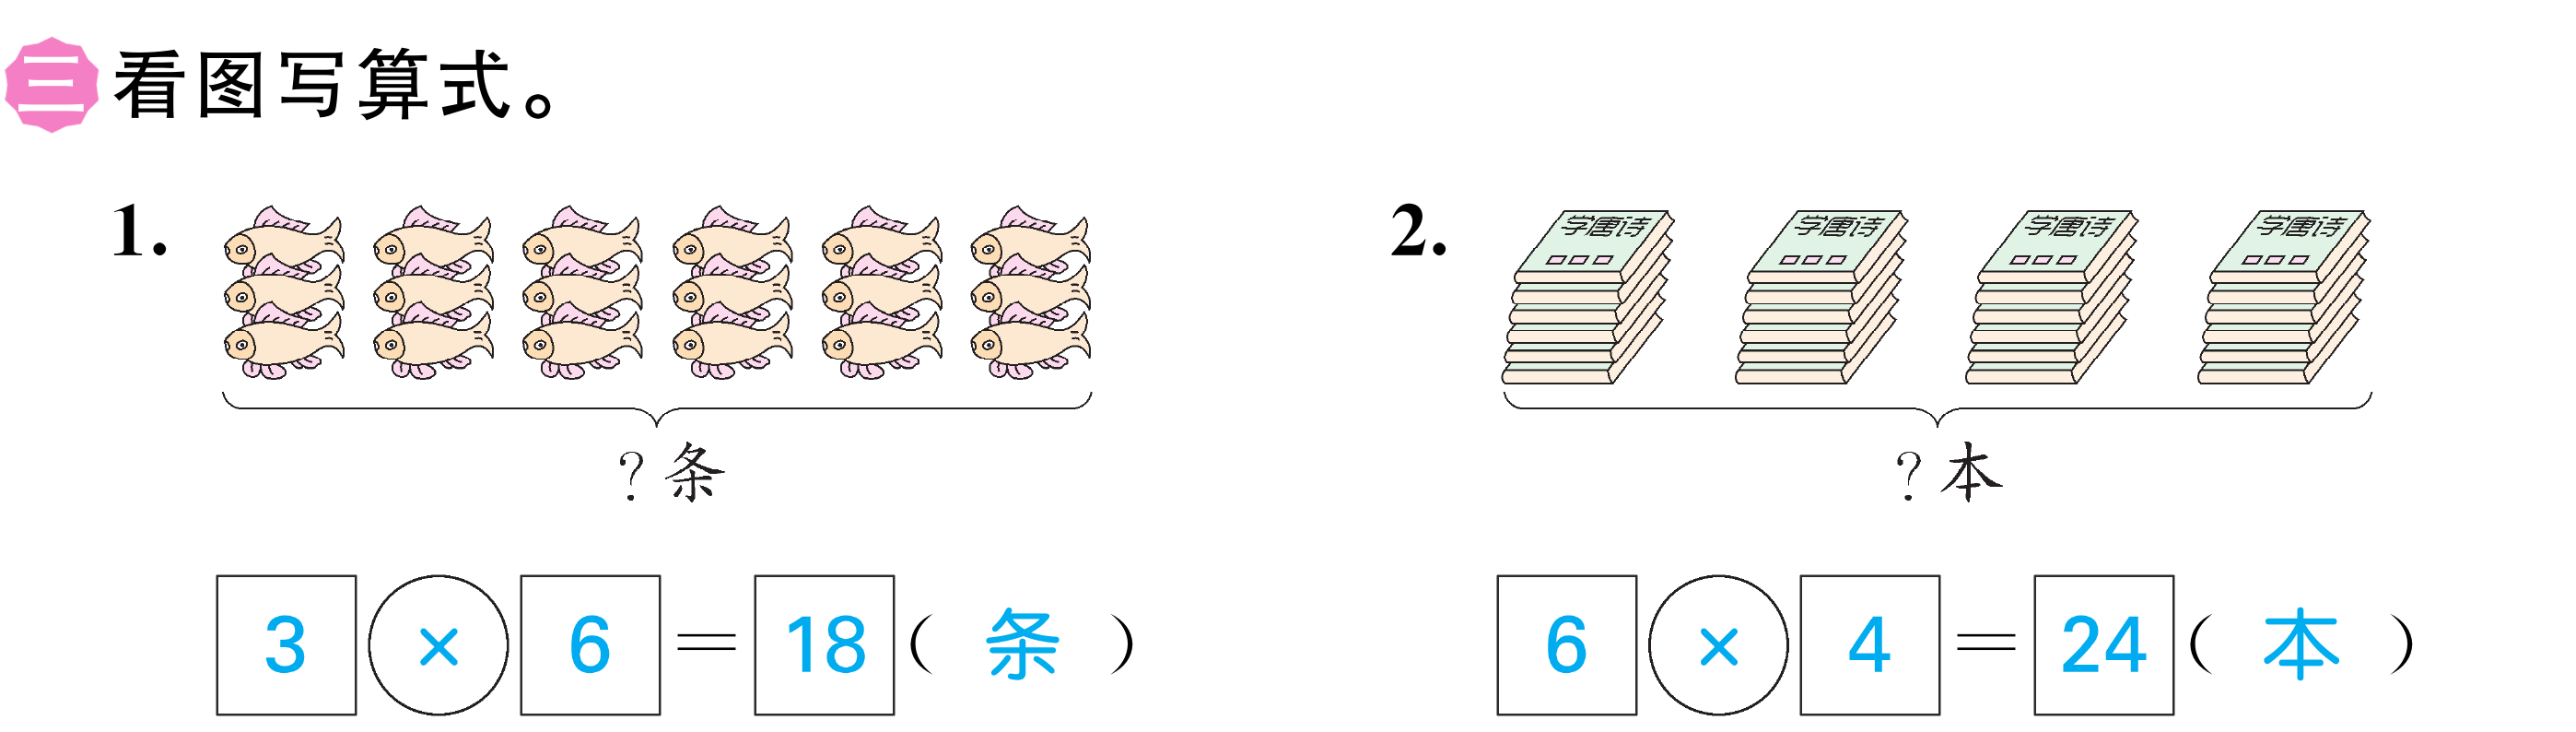 三 看图写算式。
1.
学唐诗 学唐诗 学唐诗 学唐诗
?条
3 × 6 = 18 ( 条 )
2.
?本
6 × 4 = 24 ( 本 )